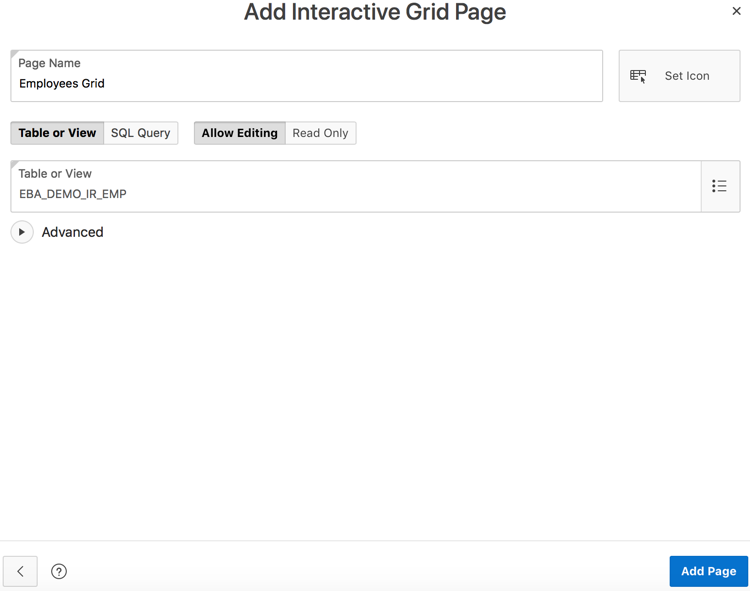 Add Interactive Grid Page
Page Name
Employees Grid
Set Icon
Table or View SQL Query Allow Editing Read Only
Table or View
EBA_DEMO_IR_EMP
Advanced
Add Page